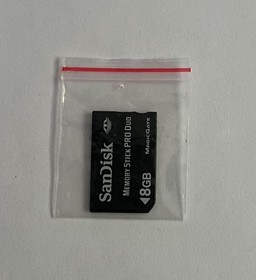 SanDisk
MEMORY STICK PRO DUO
MAGICGATE
8GB